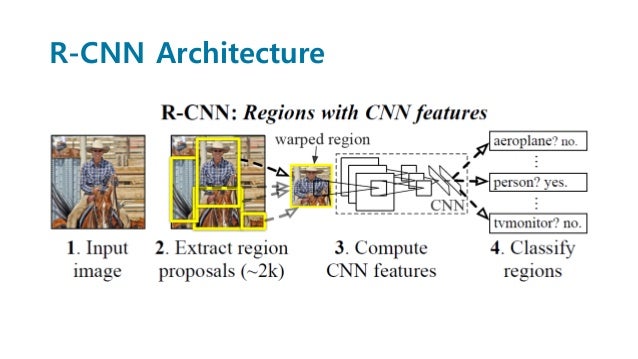 R-CNN Architecture
R-CNN: Regions with CNN features
warped region
aeroplane? no.
person? yes.
tvmonitor? no.
CNN
1. Input
image
2. Extract region
proposals (~2k)
3. Compute
CNN features
4. Classify
regions